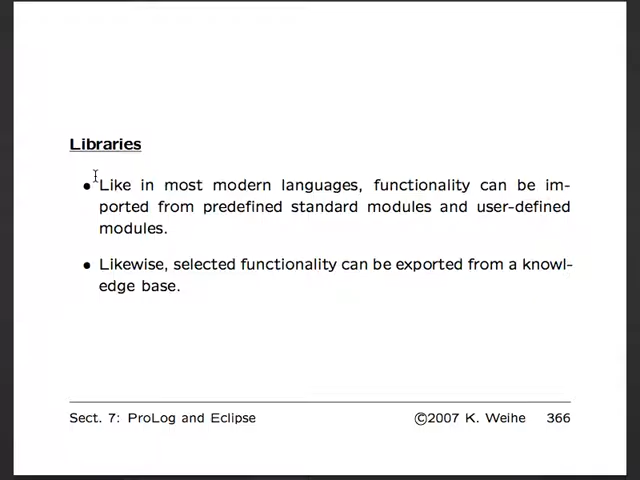 Libraries
● Like in most modern languages, functionality can be im-
ported from predefined standard modules and user-defined
modules.
● Likewise, selected functionality can be exported from a knowl-
edge base.
Sect. 7: ProLog and Eclipse ©2007 K. Weihe 366